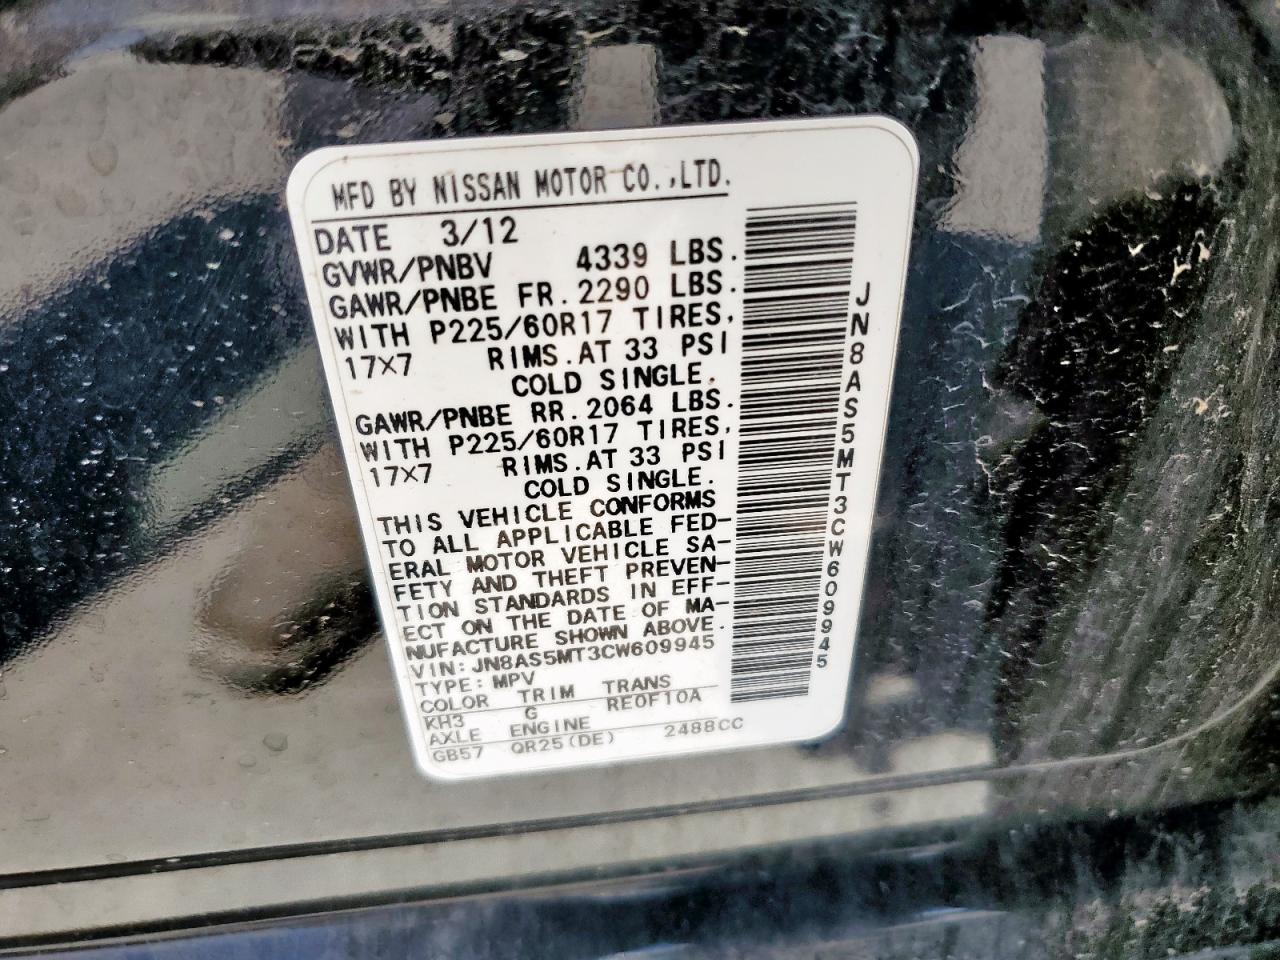 MFD BY NISSAN MOTOR CO.,LTD.
DATE 3/12
GVWR/PNBV 4339 LBS.
GAWR/PNBE FR. 2290 LBS.
WITH P225/60R17 TIRES,
17×7 RIMS.AT 33 PSI
COLD SINGLE.
GAWR/PNBE RR. 2064 LBS.
WITH P225/60R17 TIRES,
17×7 RIMS.AT 33 PSI
COLD SINGLE.
THIS VEHICLE CONFORMS
TO ALL APPLICABLE FED-
ERAL MOTOR VEHICLE SA-
FETY AND THEFT PREVEN-
TION STANDARDS IN EFF-
ECT ON THE DATE OF MA-
NUFACTURE SHOWN ABOVE.
VIN:JN8AS5MT3CW609945
TYPE:MPV
COLOR TRIM TRANS
KH3 G RE0F10A
AXLE ENGINE
GB57 QR25(DE) 2488CC
JN8AS5MT3CW609945